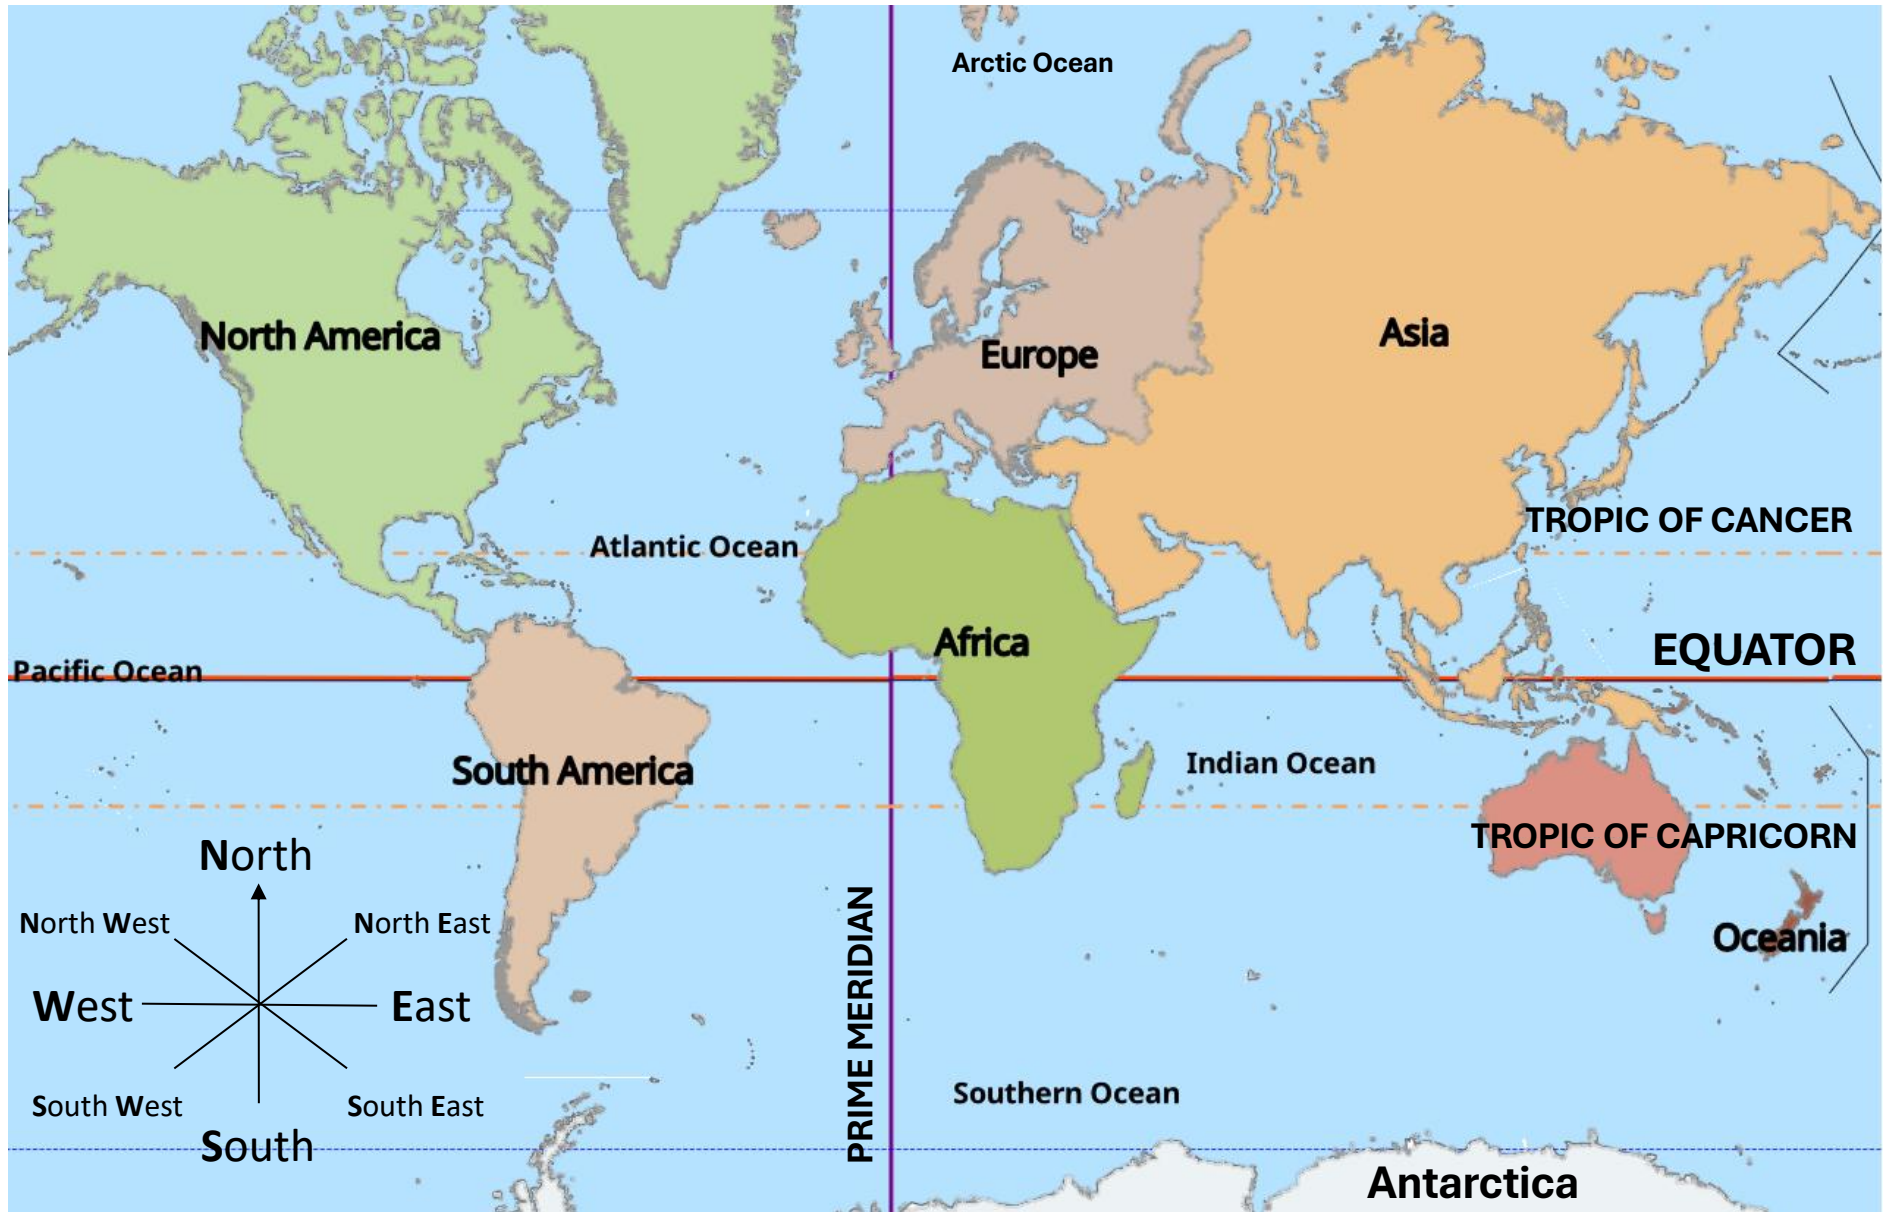 Arctic Ocean
North America
Europe
Asia
TROPIC OF CANCER
Atlantic Ocean
Africa
EQUATOR
Pacific Ocean
South America
Indian Ocean
TROPIC OF CAPRICORN
North
North West
North East
West
East
South West
South East
South
PRIME MERIDIAN
Oceania
Southern Ocean
Antarctica